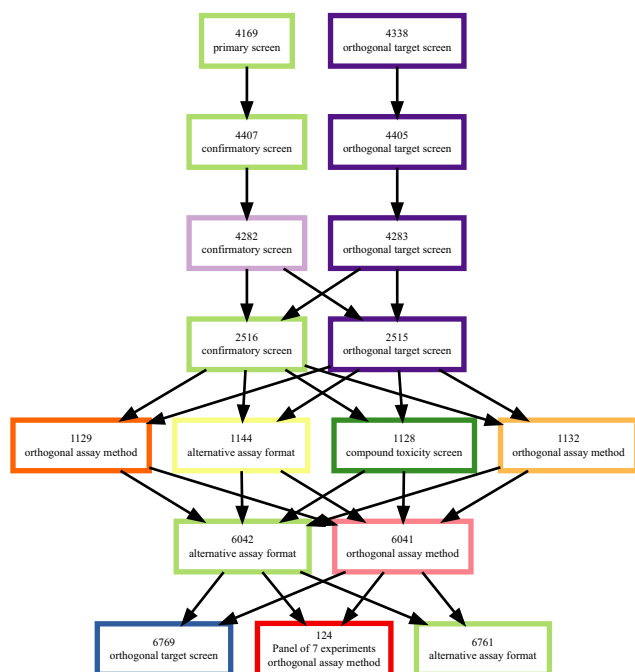 4169
primary screen
4338
orthogonal target screen
4407
confirmatory screen
4405
orthogonal target screen
4282
confirmatory screen
4283
orthogonal target screen
2516
confirmatory screen
2515
orthogonal target screen
1129
orthogonal assay method
1144
alternative assay format
1128
compound toxicity screen
1132
orthogonal assay method
6042
alternative assay format
6041
orthogonal assay method
6769
orthogonal target screen
124
Panel of 7 experiments
orthogonal assay method
6761
alternative assay format